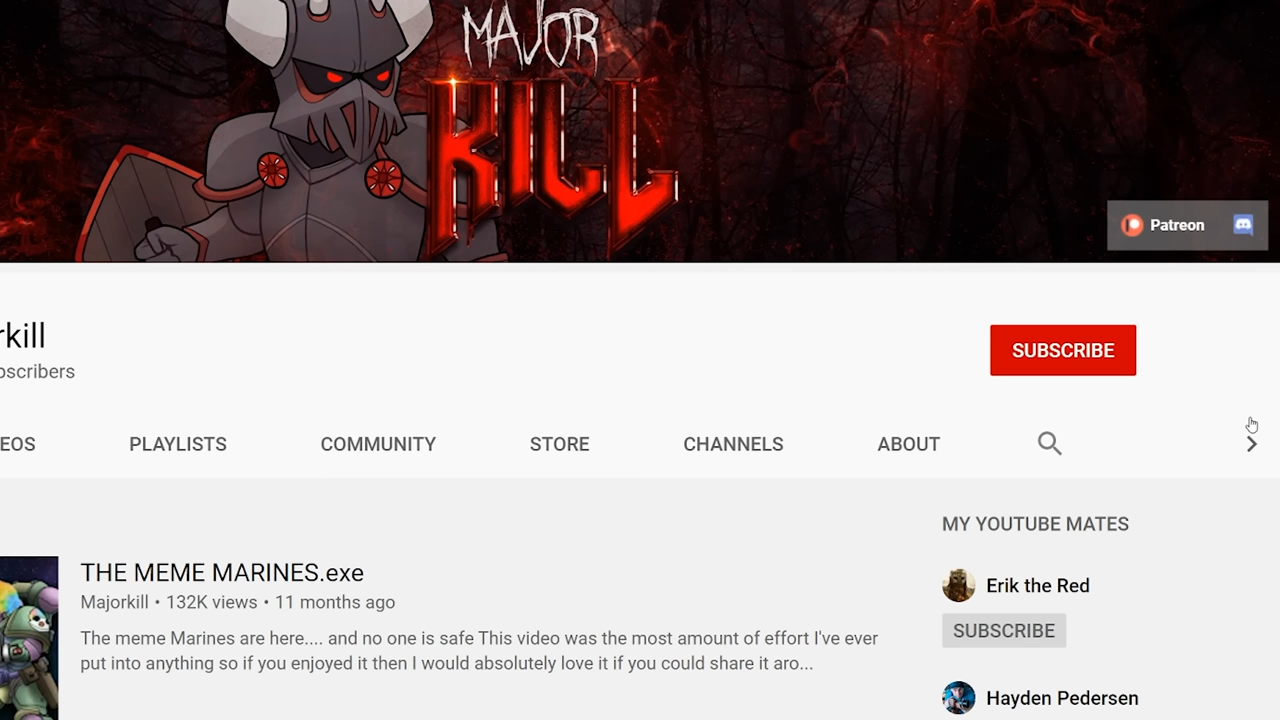 MAJOR
KILL
Patreon
rkill
bscribers
SUBSCRIBE
EOS PLAYLISTS COMMUNITY STORE CHANNELS ABOUT
MY YOUTUBE MATES
THE MEME MARINES.exe
Majorkill • 132K views • 11 months ago
The meme Marines are here.... and no one is safe This video was the most amount of effort I've ever
put into anything so if you enjoyed it then I would absolutely love it if you could share it aro...
Erik the Red
SUBSCRIBE
Hayden Pedersen